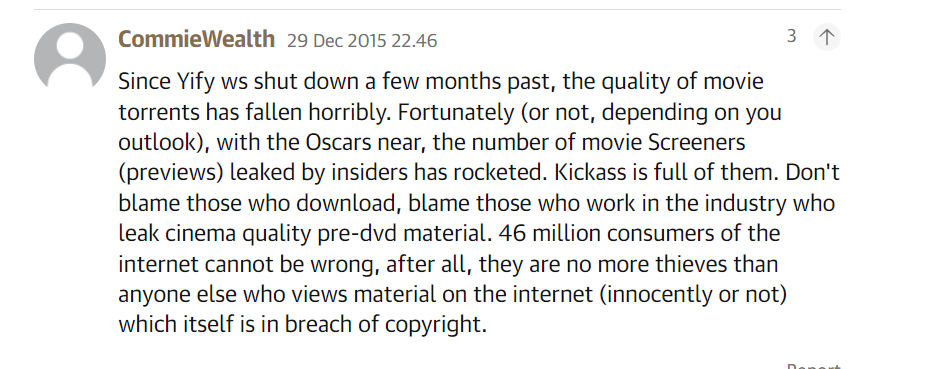 CommieWealth 29 Dec 2015 22.46 3
Since Yify ws shut down a few months past, the quality of movie
torrents has fallen horribly. Fortunately (or not, depending on you
outlook), with the Oscars near, the number of movie Screeners
(previews) leaked by insiders has rocketed. Kickass is full of them. Don't
blame those who download, blame those who work in the industry who
leak cinema quality pre-dvd material. 46 million consumers of the
internet cannot be wrong, after all, they are no more thieves than
anyone else who views material on the internet (innocently or not)
which itself is in breach of copyright.
Report